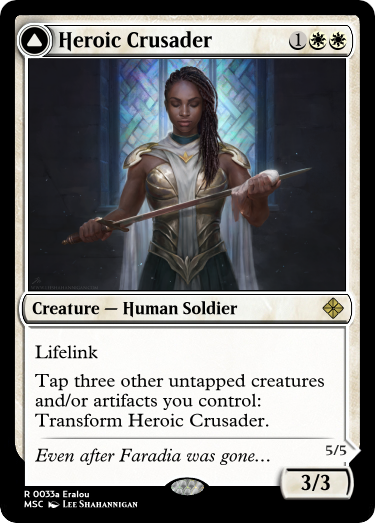 Heroic Crusader 1
Creature — Human Soldier
Lifelink
Tap three other untapped creatures
and/or artifacts you control:
Transform Heroic Crusader.
Even after Faradia was gone…
5/5
3/3
R 0033a Eralou
MSC Lee Shahannigan